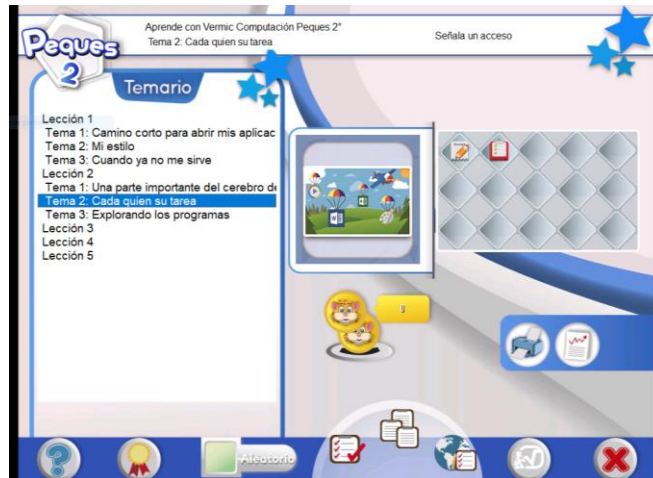 Aprende con Vermic Computación Peques 2°
Tema 2: Cada quien su tarea
Señala un acceso
Peques
2
Temario
Lección 1
Tema 1: Camino corto para abrir mis aplicac
Tema 2: Mi estilo
Tema 3: Cuando ya no me sirve
Lección 2
Tema 1: Una parte importante del cerebro de
Tema 2: Cada quien su tarea
Tema 3: Explorando los programas
Lección 3
Lección 4
Lección 5
Aleatorio